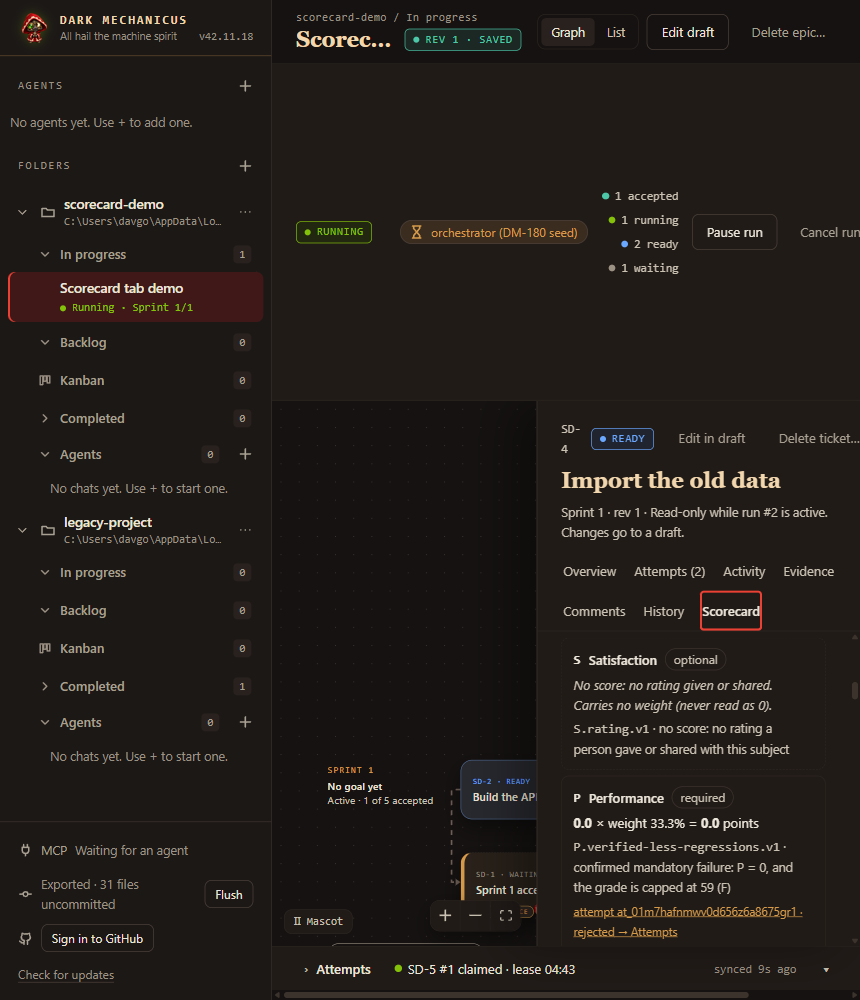 DARK MECHANICUS
All hail the machine spirit v42.11.18
AGENTS
No agents yet. Use + to add one.
FOLDERS
scorecard-demo
C:\Users\davgo\AppData\Lo…
In progress 1
Scorecard tab demo
Running · Sprint 1/1
Backlog 0
Kanban 0
Completed 0
Agents 0
No chats yet. Use + to start one.
legacy-project
C:\Users\davgo\AppData\Lo…
In progress 0
Backlog 0
Kanban 0
Completed 1
Agents 0
No chats yet. Use + to start one.
MCP Waiting for an agent
Exported · 31 files
uncommitted
Flush
Sign in to GitHub
Check for updates
scorecard-demo / In progress
Scorec…
REV 1 · SAVED
Graph
List
Edit draft
Delete epic…
RUNNING
orchestrator (DM-180 seed)
1 accepted
1 running
2 ready
1 waiting
Pause run
Cancel run
SPRINT 1
No goal yet
Active · 1 of 5 accepted
SD-2 · READY
Build the API
SD-1 · WAITIN
Sprint 1 acce
Mascot
SD-
4
READY
Edit in draft
Delete ticket…
Import the old data
Sprint 1 · rev 1 · Read-only while run #2 is active.
Changes go to a draft.
Overview Attempts (2) Activity Evidence
Comments History Scorecard
S Satisfaction optional
No score: no rating given or shared.
Carries no weight (never read as 0).
S.rating.v1 · no score: no rating a
person gave or shared with this subject
P Performance required
0.0 × weight 33.3% = 0.0 points
P.verified-less-regressions.v1 ·
confirmed mandatory failure: P = 0, and
the grade is capped at 59 (F)
attempt at_01m7hafnmwv0d656z6a8675gr1 ·
rejected → Attempts
Attempts
SD-5 #1 claimed · lease 04:43
synced 9s ago